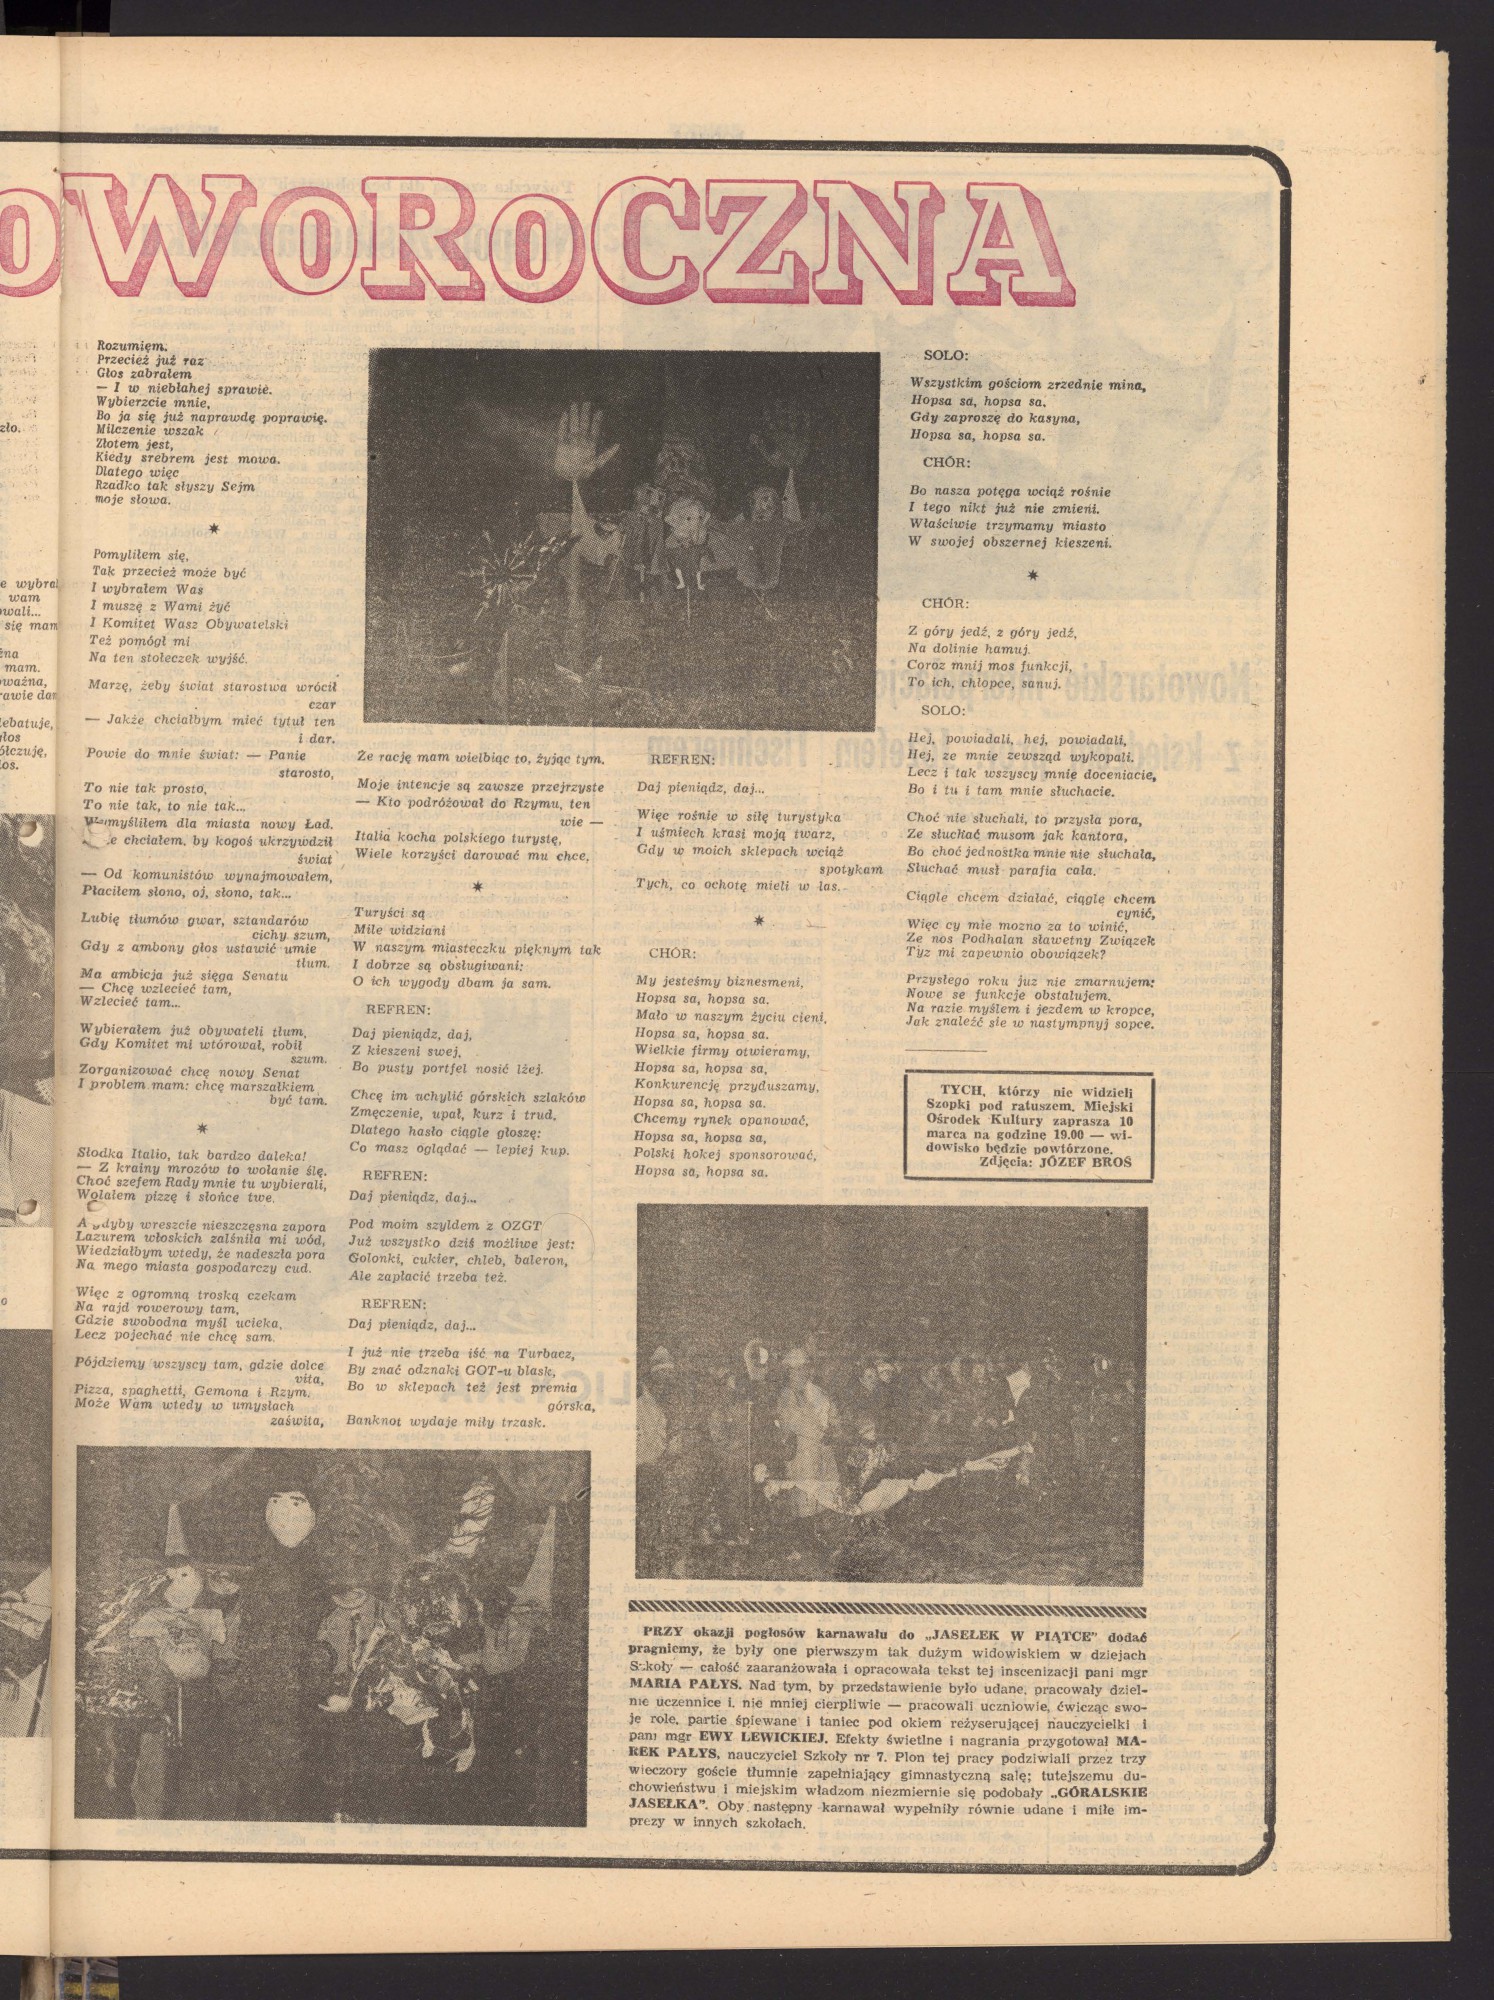 OWOROCZNA
zło.
e wybrał
wam
owali...
się mam
mam.
oważna,
rawie dam
debatuje,
głos
os.
Rozumięm.
Przecież już raz
Głos zabrałem
— I w niebłahej sprawie.
Wybierzcie mnie,
Bo ja się już naprawdę poprawię.
Milczenie wszak
Złotem jest,
Kiedy srebrem jest mowa.
Dlatego więc
Rzadko tak słyszy Sejm
moje słowa.
*
Pomyliłem się,
Tak przecież może być
I wybrałem Was
I muszę z Wami żyć
I Komitet Wasz Obywatelski
Też pomógł mi
Na ten stołeczek wyjść.
Marzę, żeby świat starostwa wrócił
czar
— Jakże chciałbym mieć tytuł ten
i dar.
Powie do mnie świat: — Panie
starosto,
To nie tak prosto,
To nie tak, to nie tak...
Wymyśliłem dla miasta nowy Ład.
chciałem, by kogoś ukrzywdził
świat
— Od komunistów wynajmowałem,
Płaciłem słono, oj, słono, tak...
Lubię tłumów gwar, sztandarów
cichy szum,
Gdy z ambony głos ustawić umie
tłum.
Ma ambicja już sięga Senatu
— Chcę wzlecieć tam,
Wzlecieć tam...
Wybierałem już obywateli tłum,
Gdy Komitet mi wtórował, robił
szum.
Zorganizować chcę nowy Senat
I problem mam: chcę marszałkiem
być tam.
*
Słodka Italio, tak bardzo daleka!
— Z krainy mrozów to wołanie ślę.
Choć szefem Rady mnie tu wybierali,
Wolałem pizzę i słońce twe.
A gdyby wreszcie nieszczęsna zapora
Lazurem włoskich zalśniła mi wód,
Wiedziałbym wtedy, że nadeszła pora
Na mego miasta gospodarczy cud.
Więc z ogromną troską czekam
Na rajd rowerowy tam,
Gdzie swobodna myśl ucieka,
Lecz pojechać nie chcę sam.
Pójdziemy wszyscy tam, gdzie dolce
vita,
Pizza, spaghetti, Gemona i Rzym.
Może Wam wtedy w umysłach
zaświta,
Że rację mam wielbiąc to, żyjąc tym.
Moje intencje są zawsze przejrzyste
— Kto podróżował do Rzymu, ten
wie —
Italia kocha polskiego turystę,
Wiele korzyści darować mu chce.
*
Turyści są
Mile widziani
W naszym miasteczku pięknym tak
I dobrze są obsługiwani;
O ich wygody dbam ja sam.
REFREN:
Daj pieniądz, daj,
Z kieszeni swej,
Bo pusty portfel nosić lżej.
Chcę im uchylić górskich szlaków
Zmęczenie, upał, kurz i trud.
Dlatego hasło ciągle głoszę:
Co masz oglądać — lepiej kup.
REFREN:
Daj pieniądz, daj...
Pod moim szyldem z OZGT
Już wszystko dziś możliwe jest:
Golonki, cukier, chleb, baleron,
Ale zapłacić trzeba też.
REFREN:
Daj pieniądz, daj...
I już nie trzeba iść na Turbacz,
By znać odznaki GOT-u blask,
Bo w sklepach też jest premia
górska,
Banknot wydaje miły trzask.
REFREN:
Daj pieniądz, daj...
Więc rośnie w siłę turystyka
I uśmiech krasi moją twarz,
Gdy w moich sklepach wciąż
spotykam
Tych, co ochotę mieli w las.
*
CHÓR:
My jesteśmy biznesmeni,
Hopsa sa, hopsa sa.
Mało w naszym życiu cieni,
Hopsa sa, hopsa sa.
Wielkie firmy otwieramy,
Hopsa sa, hopsa sa,
Konkurencję przyduszamy,
Hopsa sa, hopsa sa.
Chcemy rynek opanować,
Hopsa sa, hopsa sa,
Polski hokej sponsorować,
Hopsa sa, hopsa sa.
SOLO:
Wszystkim gościom zrzednie mina,
Hopsa sa, hopsa sa.
Gdy zaproszę do kasyna,
Hopsa sa, hopsa sa.
CHÓR:
Bo nasza potęga wciąż rośnie
I tego nikt już nie zmieni.
Właściwie trzymamy miasto
W swojej obszernej kieszeni.
*
CHÓR:
Z góry jedź, z góry jedź,
Na dolinie hamuj.
Coroz mnij mos funkcji,
To ich, chłopce, sanuj.
SOLO:
Hej, powiadali, hej, powiadali,
Hej, ze mnie zewsząd wykopali.
Lecz i tak wszyscy mnie doceniacie,
Bo i tu i tam mnie słuchacie.
Choć nie słuchali, to przysła pora,
Ze słuchać musom jak kantora,
Bo choć jednostka mnie nie słuchała,
Słuchać musi parafia cała.
Ciągle chcem działać, ciągle chcem
cynić,
Więc cy mie mozno za to winić,
Ze nos Podhalan sławetny Związek
Tyz mi zapewnio obowiązek?
Przysłego roku juz nie zmarnujem:
Nowe se funkcje obstalujem.
Na razie myślem i jezdem w kropce,
Jak znaleźć sie w nastympnyj sopce.
TYCH, którzy nie widzieli
Szopki pod ratuszem, Miejski
Ośrodek Kultury zaprasza 10
marca na godzinę 19.00 — wi-
dowisko będzie powtórzone.
Zdjęcia: JÓZEF BROŚ
PRZY okazji pogłosów karnawału do „JASEŁEK W PIĄTCE” dodać
pragniemy, że były one pierwszym tak dużym widowiskiem w dziejach
Szkoły — całość zaaranżowała i opracowała tekst tej inscenizacji pani mgr
MARIA PAŁYS. Nad tym, by przedstawienie było udane, pracowały dziel-
nie uczennice i, nie mniej cierpliwie — pracowali uczniowie, ćwicząc swo-
je role, partie śpiewane i taniec pod okiem reżyserującej nauczycielki i
pani mgr EWY LEWICKIEJ. Efekty świetlne i nagrania przygotował MA-
REK PAŁYS, nauczyciel Szkoły nr 7. Plon tej pracy podziwiali przez trzy
wieczory goście tłumnie zapełniający gimnastyczną salę; tutejszemu du-
chowieństwu i miejskim władzom niezmiernie się podobały „GÓRALSKIE
JASEŁKA”. Oby następny karnawał wypełniły równie udane i miłe im-
prezy w innych szkołach.